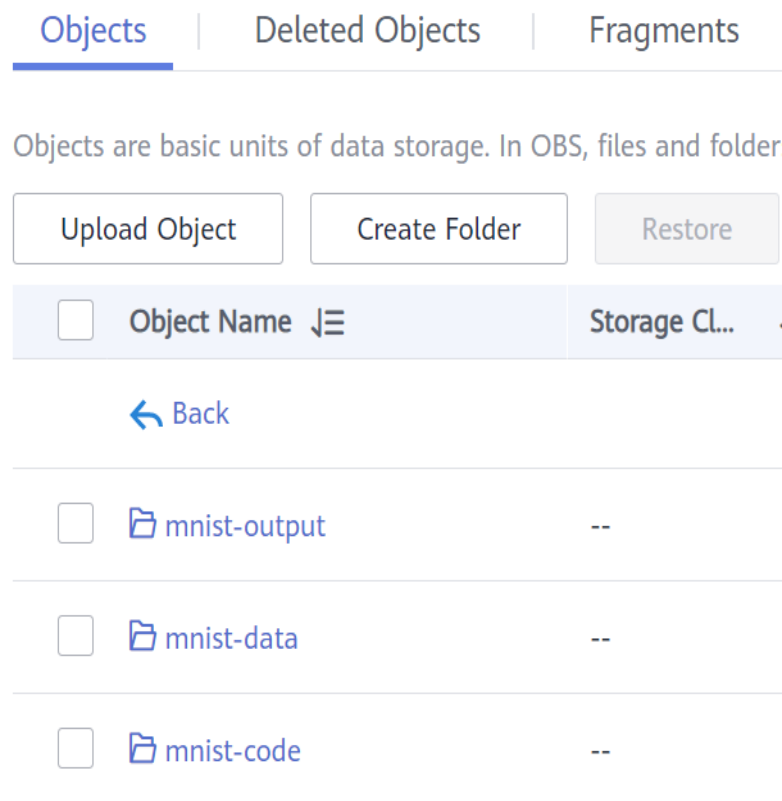 Objects Deleted Objects Fragments
Objects are basic units of data storage. In OBS, files and folder
Upload Object Create Folder Restore
Object Name Storage Cl...
Back
mnist-output --
mnist-data --
mnist-code --